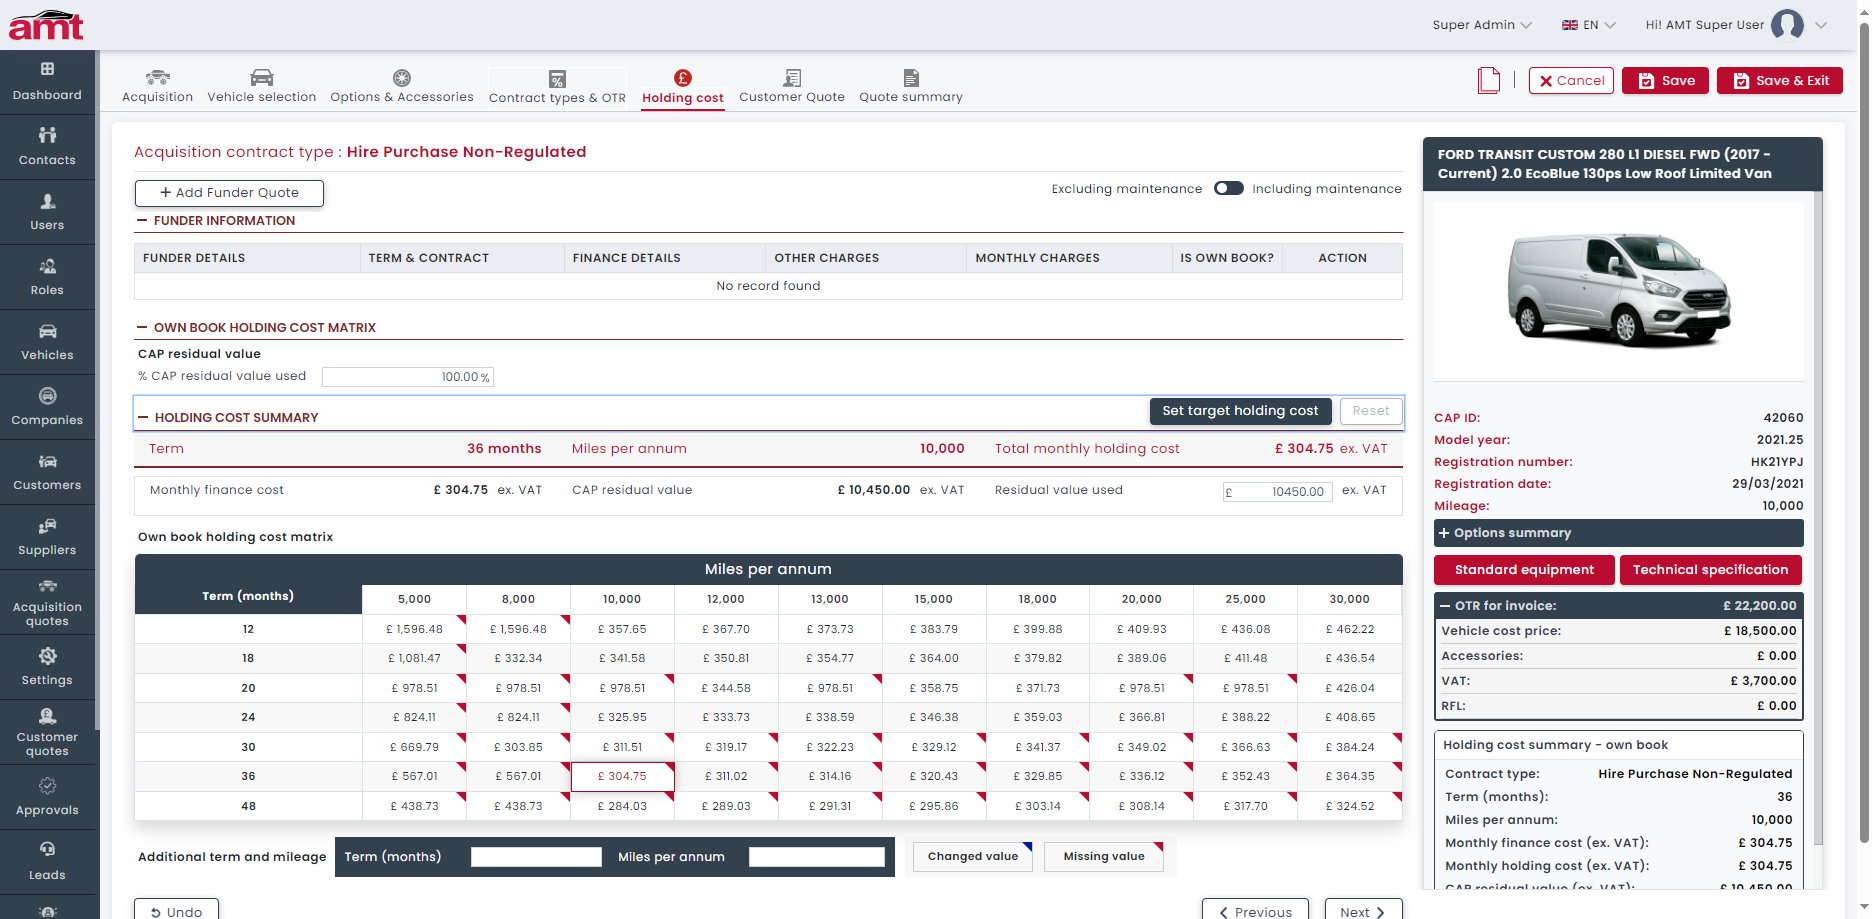 amt
Super Admin
EN
Hi! AMT Super User
Dashboard
Contacts
Users
Roles
Vehicles
Companies
Customers
Suppliers
Acquisition
quotes
Settings
Customer
quotes
Approvals
Leads
Acquisition
Vehicle selection
Options & Accessories
Contract types & OTR
Holding cost
Customer Quote
Quote summary
Cancel
Save
Save & Exit
Acquisition contract type : Hire Purchase Non-Regulated
+ Add Funder Quote
Excluding maintenance
Including maintenance
FUNDER INFORMATION
FUNDER DETAILS TERM & CONTRACT FINANCE DETAILS OTHER CHARGES MONTHLY CHARGES IS OWN BOOK? ACTION
No record found
OWN BOOK HOLDING COST MATRIX
CAP residual value
% CAP residual value used 100.00 %
HOLDING COST SUMMARY
Set target holding cost
Reset
Term 36 months Miles per annum 10,000 Total monthly holding cost £ 304.75 ex. VAT
Monthly finance cost £ 304.75 ex. VAT CAP residual value £ 10,450.00 ex. VAT Residual value used £ 10450.00 ex. VAT
Own book holding cost matrix
Miles per annum
Term (months)
5,000 8,000 10,000 12,000 13,000 15,000 18,000 20,000 25,000 30,000
12 £ 1,596.48 £ 1,596.48 £ 357.65 £ 367.70 £ 373.73 £ 383.79 £ 399.88 £ 409.93 £ 436.08 £ 462.22
18 £ 1,081.47 £ 332.34 £ 341.58 £ 350.81 £ 354.77 £ 364.00 £ 379.82 £ 389.06 £ 411.48 £ 436.54
20 £ 978.51 £ 978.51 £ 978.51 £ 344.58 £ 978.51 £ 358.75 £ 371.73 £ 978.51 £ 978.51 £ 426.04
24 £ 824.11 £ 824.11 £ 325.95 £ 333.73 £ 338.59 £ 346.38 £ 359.03 £ 366.81 £ 388.22 £ 408.65
30 £ 669.79 £ 303.85 £ 311.51 £ 319.17 £ 322.23 £ 329.12 £ 341.37 £ 349.02 £ 366.63 £ 384.24
36 £ 567.01 £ 567.01 £ 304.75 £ 311.02 £ 314.16 £ 320.43 £ 329.85 £ 336.12 £ 352.43 £ 364.35
48 £ 438.73 £ 438.73 £ 284.03 £ 289.03 £ 291.31 £ 295.86 £ 303.14 £ 308.14 £ 317.70 £ 324.52
Additional term and mileage Term (months) Miles per annum
Changed value
Missing value
Undo
Previous
Next
FORD TRANSIT CUSTOM 280 L1 DIESEL FWD (2017 -
Current) 2.0 EcoBlue 130ps Low Roof Limited Van
CAP ID: 42060
Model year: 2021.25
Registration number: HK21YPJ
Registration date: 29/03/2021
Mileage: 10,000
+ Options summary
Standard equipment
Technical specification
OTR for invoice: £ 22,200.00
Vehicle cost price: £ 18,500.00
Accessories: £ 0.00
VAT: £ 3,700.00
RFL: £ 0.00
Holding cost summary - own book
Contract type: Hire Purchase Non-Regulated
Term (months): 36
Miles per annum: 10,000
Monthly finance cost (ex. VAT): £ 304.75
Monthly holding cost (ex. VAT): £ 304.75
CAP residual value (ex. VAT): £ 10,450.00